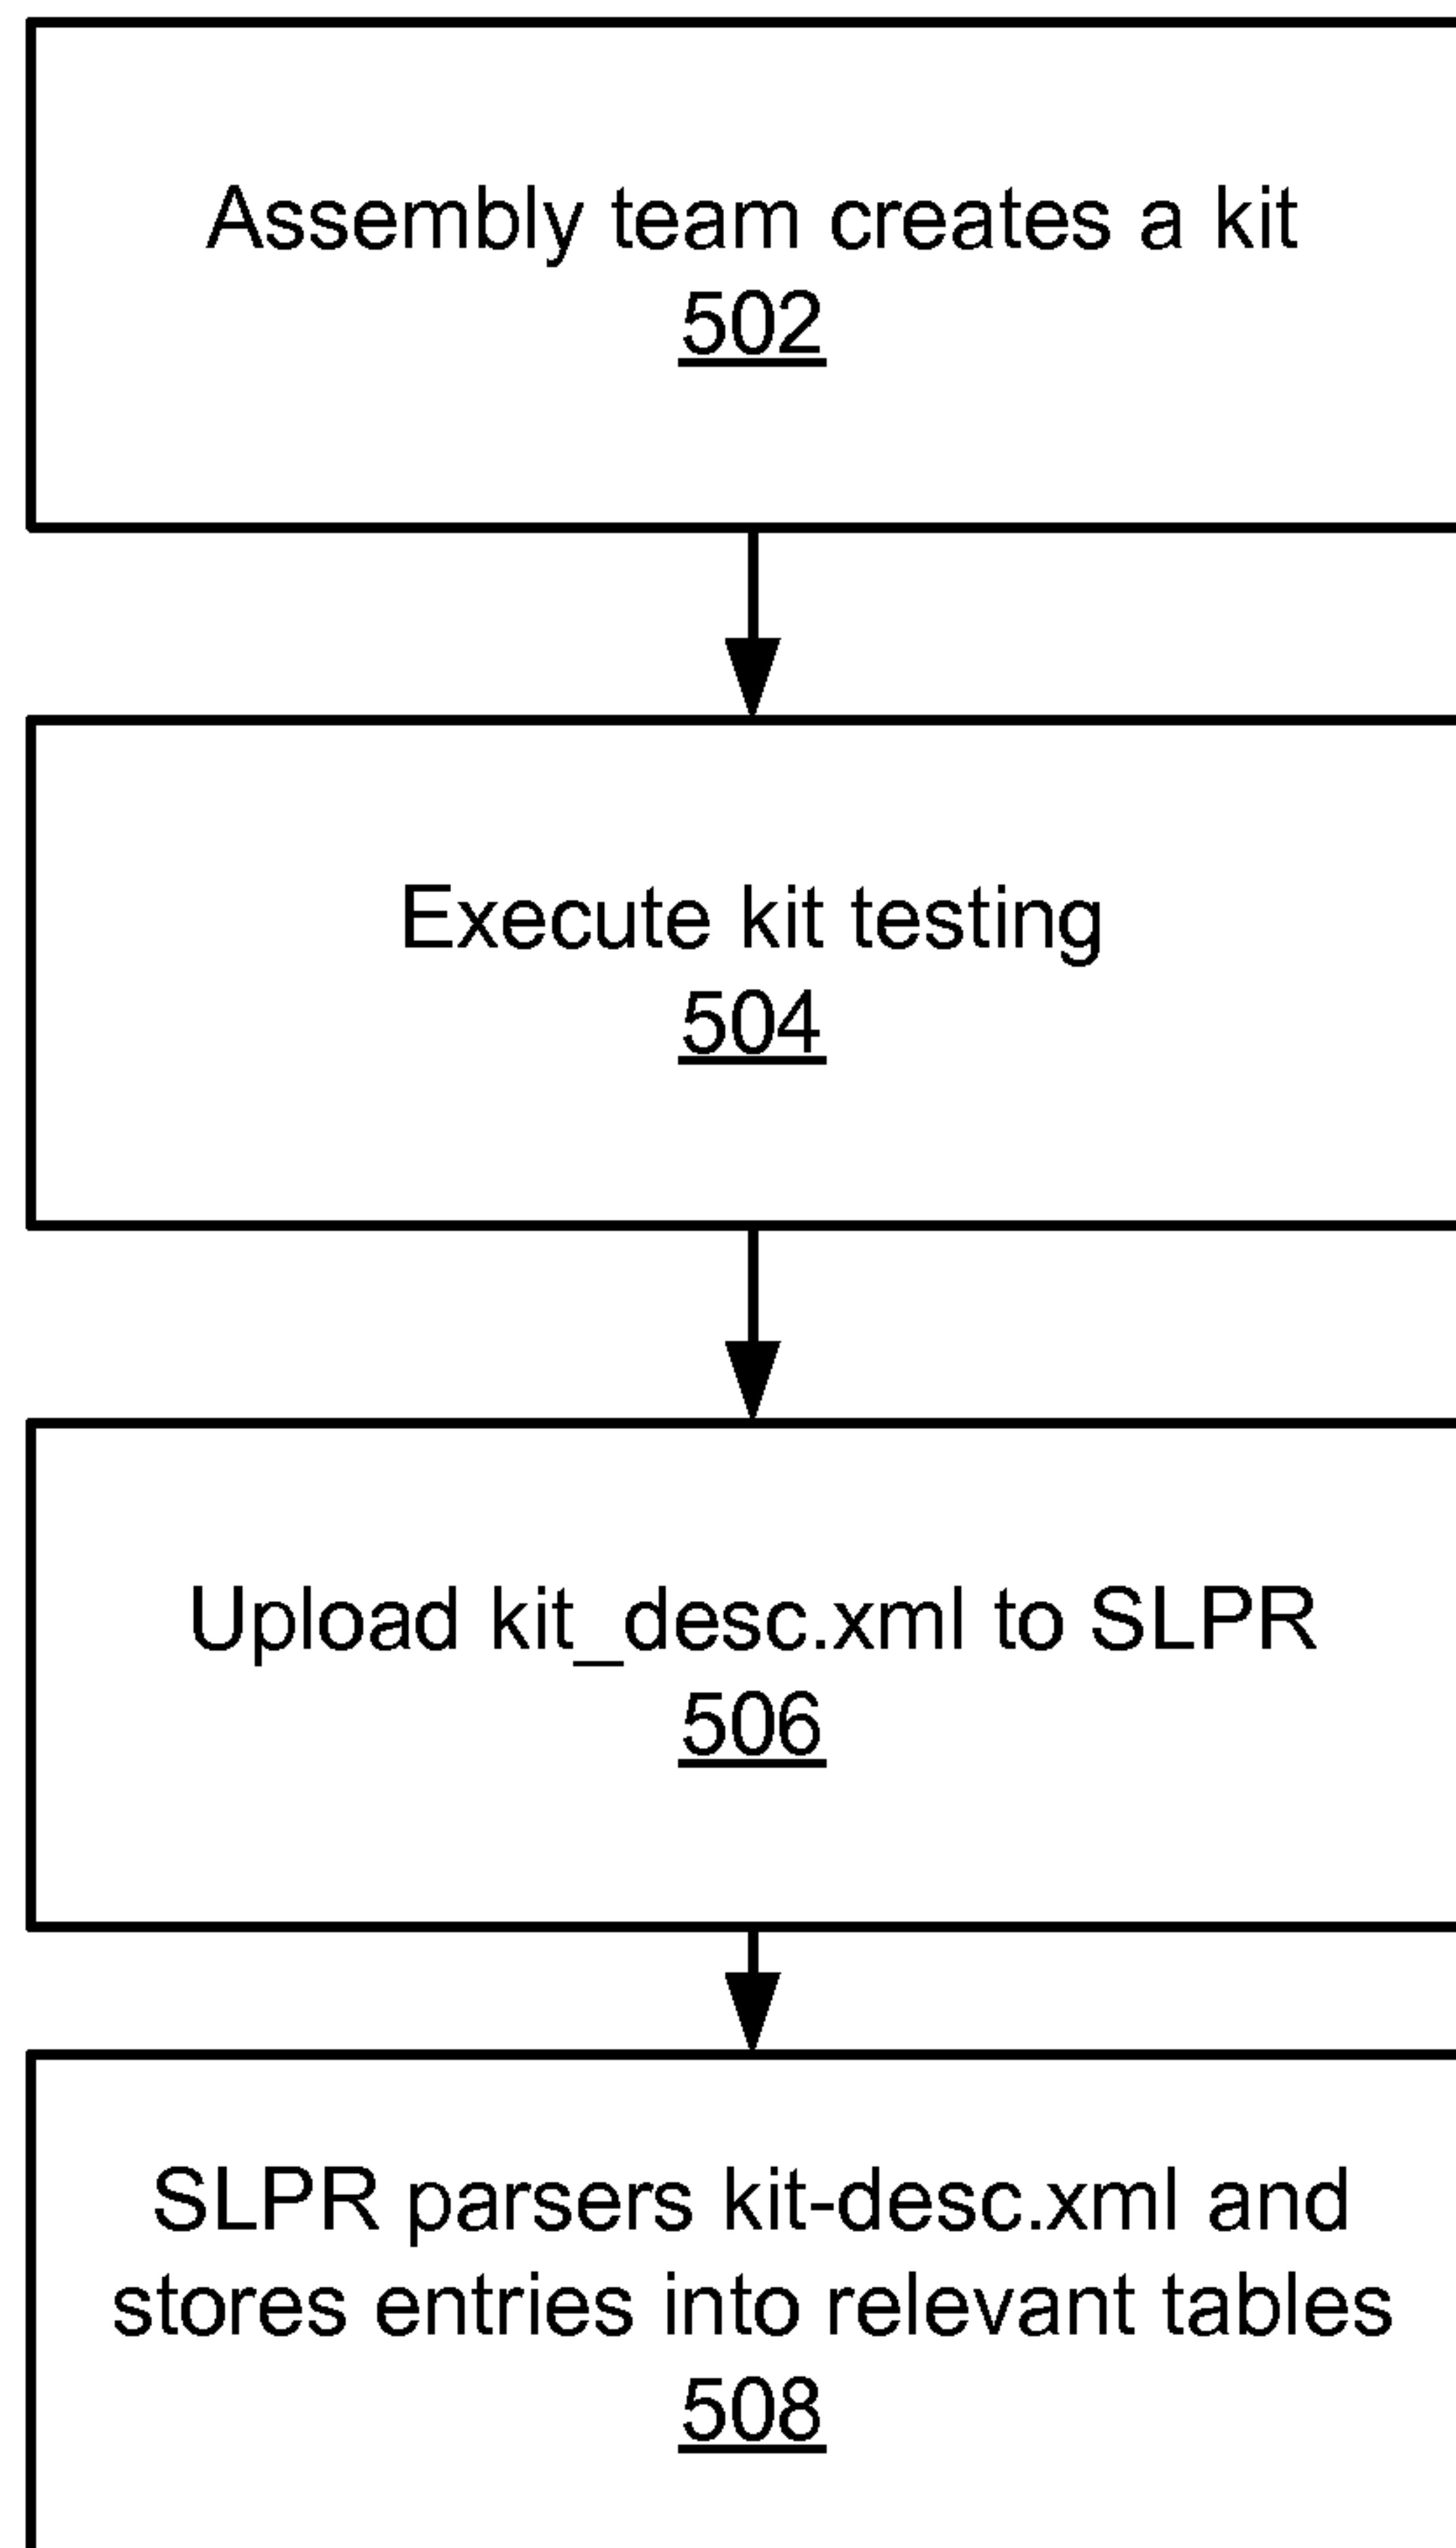 Assembly team creates a kit
502
Execute kit testing
504
Upload kit_desc.xml to SLPR
506
SLPR parsers kit-desc.xml and
stores entries into relevant tables
508